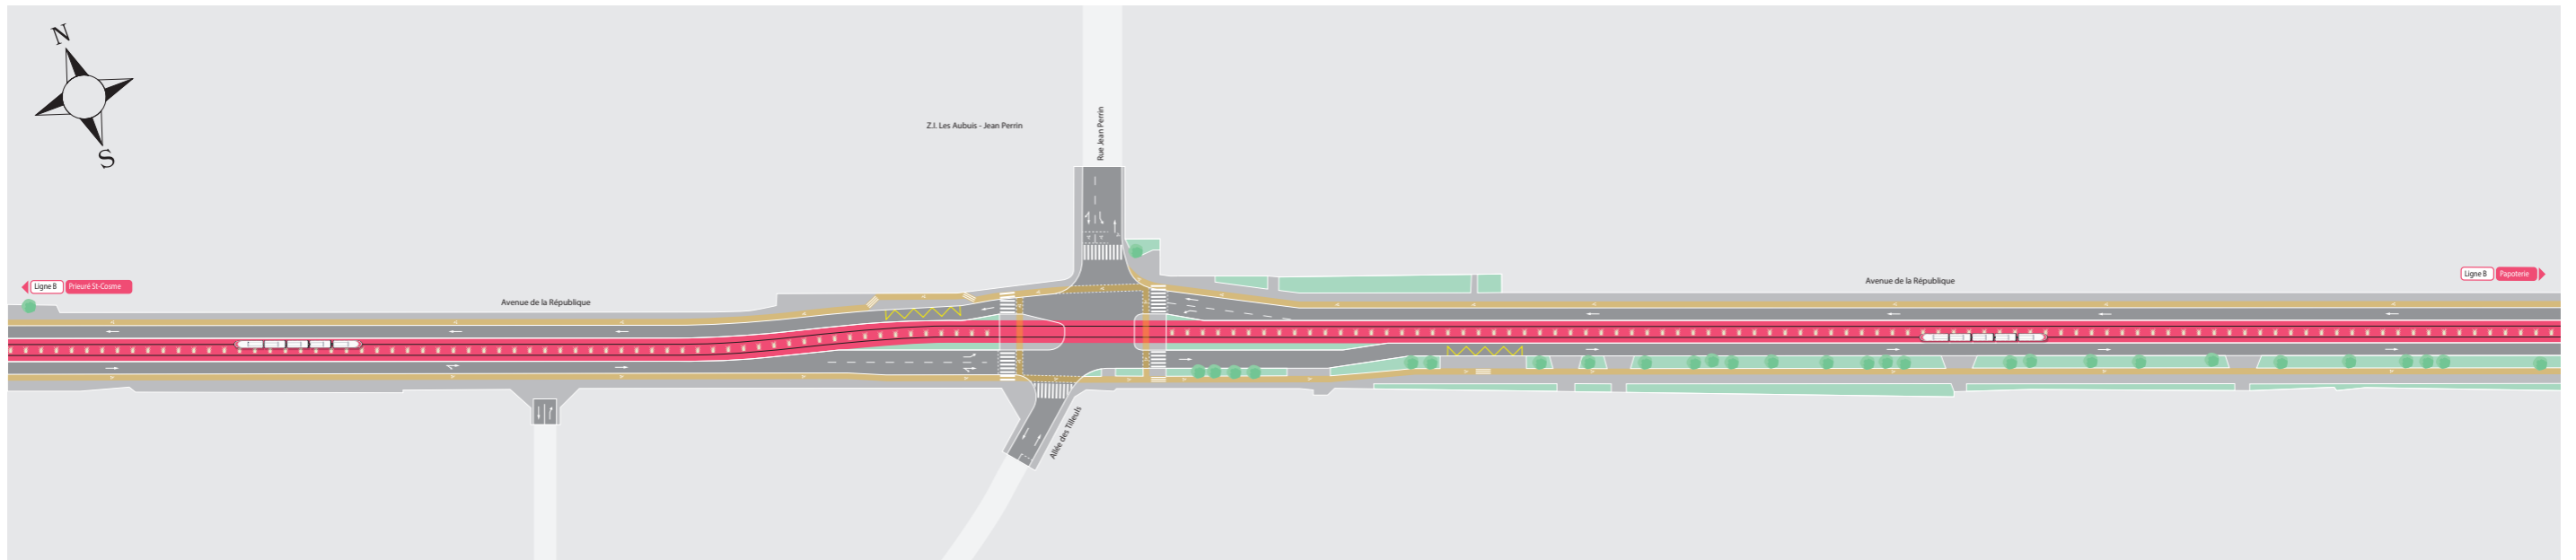 N
S
Z.I. Les Aubuis - Jean Perrin
Rue Jean Perrin
Ligne B Prieuré St-Cosme
Avenue de la République
Avenue de la République
Ligne B Papoterie
Allée des Tilleuls